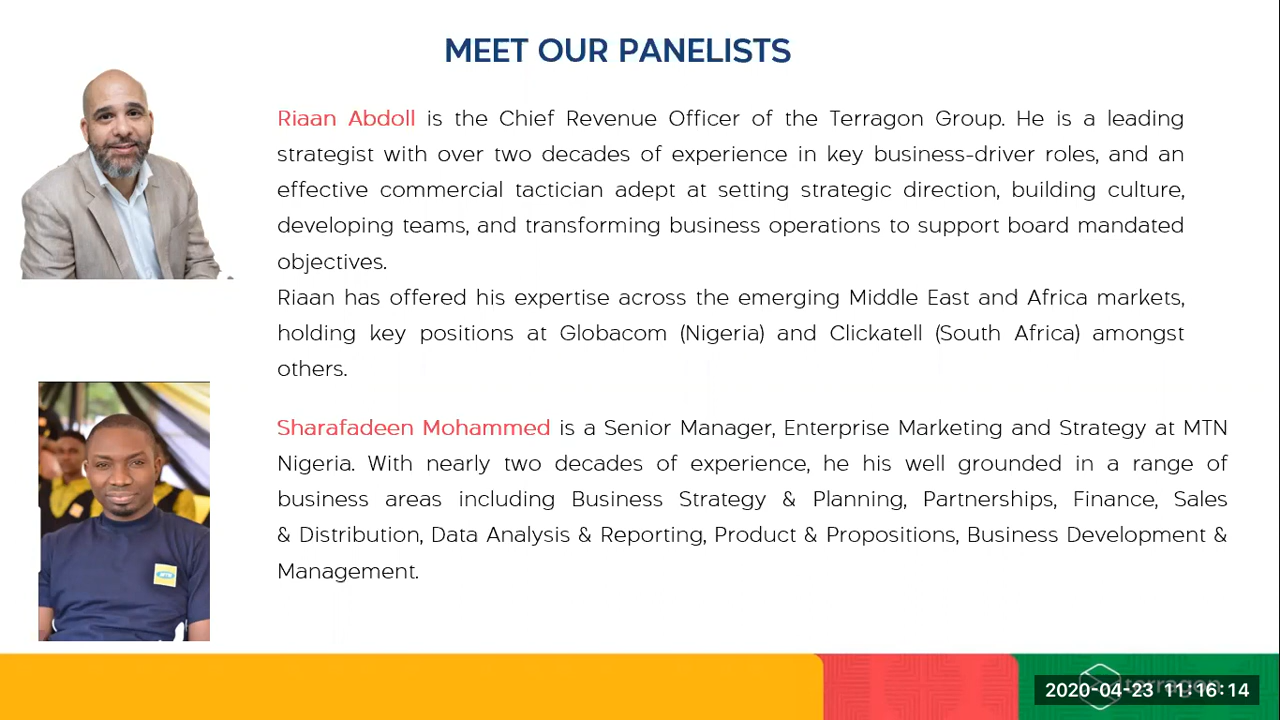 MEET OUR PANELISTS
Riaan Abdoll is the Chief Revenue Officer of the Terragon Group. He is a leading
strategist with over two decades of experience in key business-driver roles, and an
effective commercial tactician adept at setting strategic direction, building culture,
developing teams, and transforming business operations to support board mandated
objectives.
Riaan has offered his expertise across the emerging Middle East and Africa markets,
holding key positions at Globacom (Nigeria) and Clickatell (South Africa) amongst
others.
Sharafadeen Mohammed is a Senior Manager, Enterprise Marketing and Strategy at MTN
Nigeria. With nearly two decades of experience, he his well grounded in a range of
business areas including Business Strategy & Planning, Partnerships, Finance, Sales
& Distribution, Data Analysis & Reporting, Product & Propositions, Business Development &
Management.
MTN
terragon
2020-04-23 11:16:14